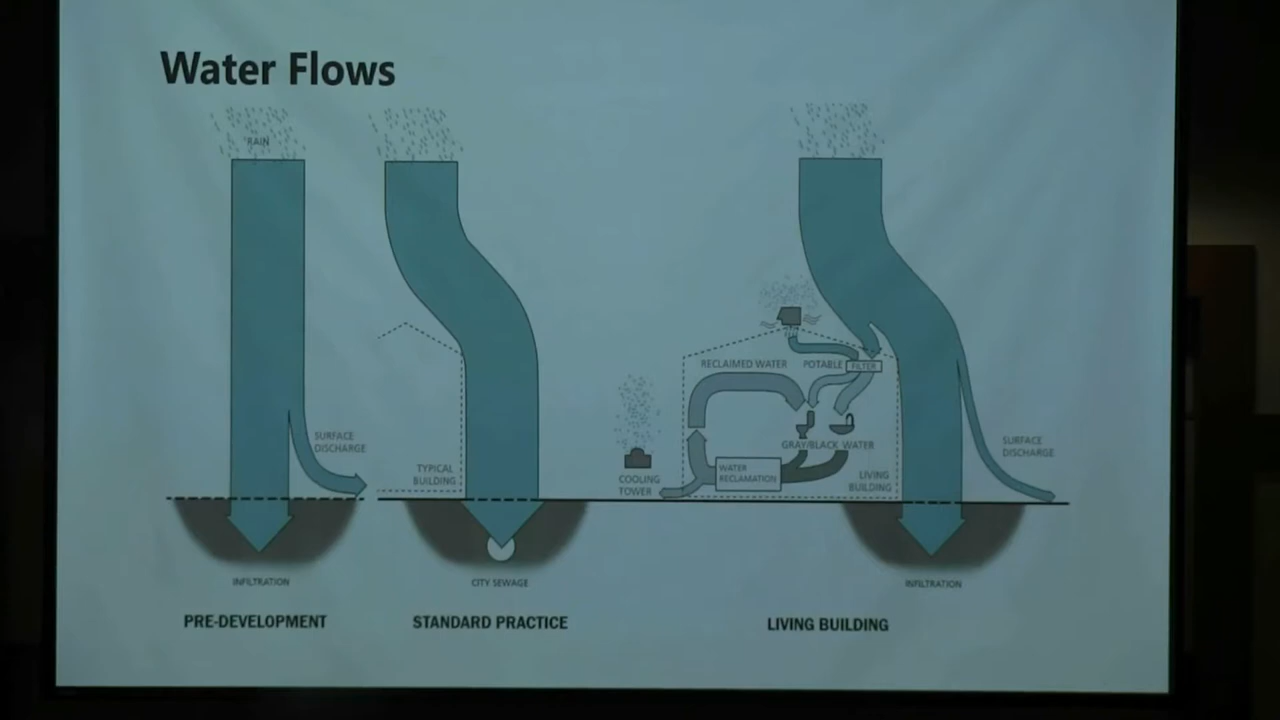 Water Flows
RAIN
SURFACE
DISCHARGE
INFILTRATION
PRE-DEVELOPMENT
TYPICAL
BUILDING
CITY SEWAGE
STANDARD PRACTICE
COOLING
TOWER
RECLAIMED WATER
POTABLE
FILTER
GRAY/BLACK WATER
WATER
RECLAMATION
LIVING
BUILDING
SURFACE
DISCHARGE
INFILTRATION
LIVING BUILDING